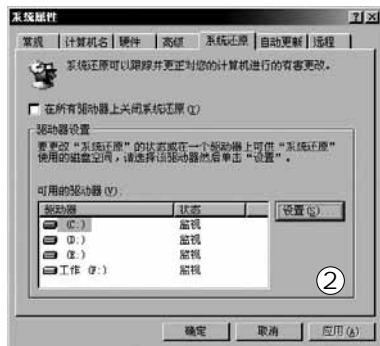 系统属性
常规 计算机名 硬件 高级 系统还原 自动更新 远程
系统还原可以跟踪并更正对您的计算机进行的有害更改。
在所有驱动器上关闭系统还原(T)
驱动器设置
要更改“系统还原”的状态或在一个驱动器上可供“系统还原”
使用的磁盘空间，请选择该驱动器然后单击“设置”。
可用的驱动器(V):
驱动器 状态
(C:) 监视
(D:) 监视
(E:) 监视
工作 (F:) 监视
设置(S)
②
确定 取消 应用(A)